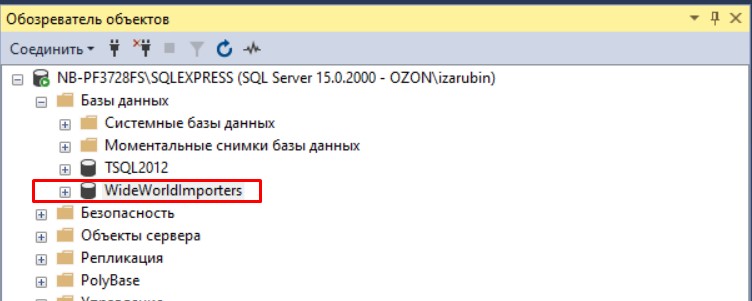 Обозреватель объектов
Соединить
NB-PF3728FS\SQLEXPRESS (SQL Server 15.0.2000 - OZON\izarubin)
Базы данных
Системные базы данных
Моментальные снимки базы данных
TSQL2012
WideWorldImporters
Безопасность
Объекты сервера
Репликация
PolyBase
Управление